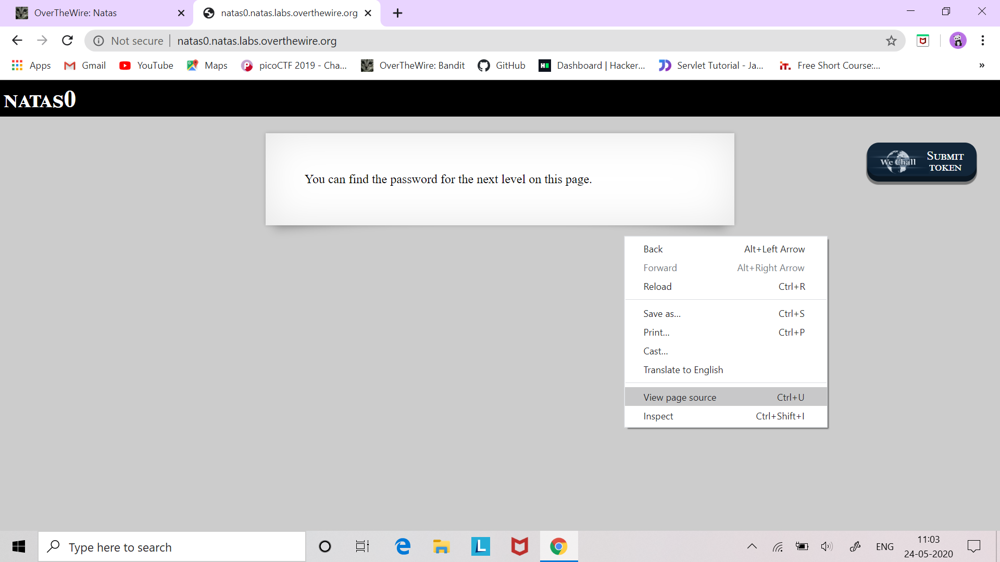 OverTheWire: Natas
natas0.natas.labs.overthewire.org
Not secure | natas0.natas.labs.overthewire.org
Apps Gmail YouTube Maps picoCTF 2019 - Cha... OverTheWire: Bandit GitHub Dashboard | Hacker... Servlet Tutorial - Ja... Free Short Course:... »
NATAS0
You can find the password for the next level on this page.
We Chall
SUBMIT
TOKEN
Back Alt+Left Arrow
Forward Alt+Right Arrow
Reload Ctrl+R
Save as... Ctrl+S
Print... Ctrl+P
Cast...
Translate to English
View page source Ctrl+U
Inspect Ctrl+Shift+I
Type here to search
ENG
11:03
24-05-2020